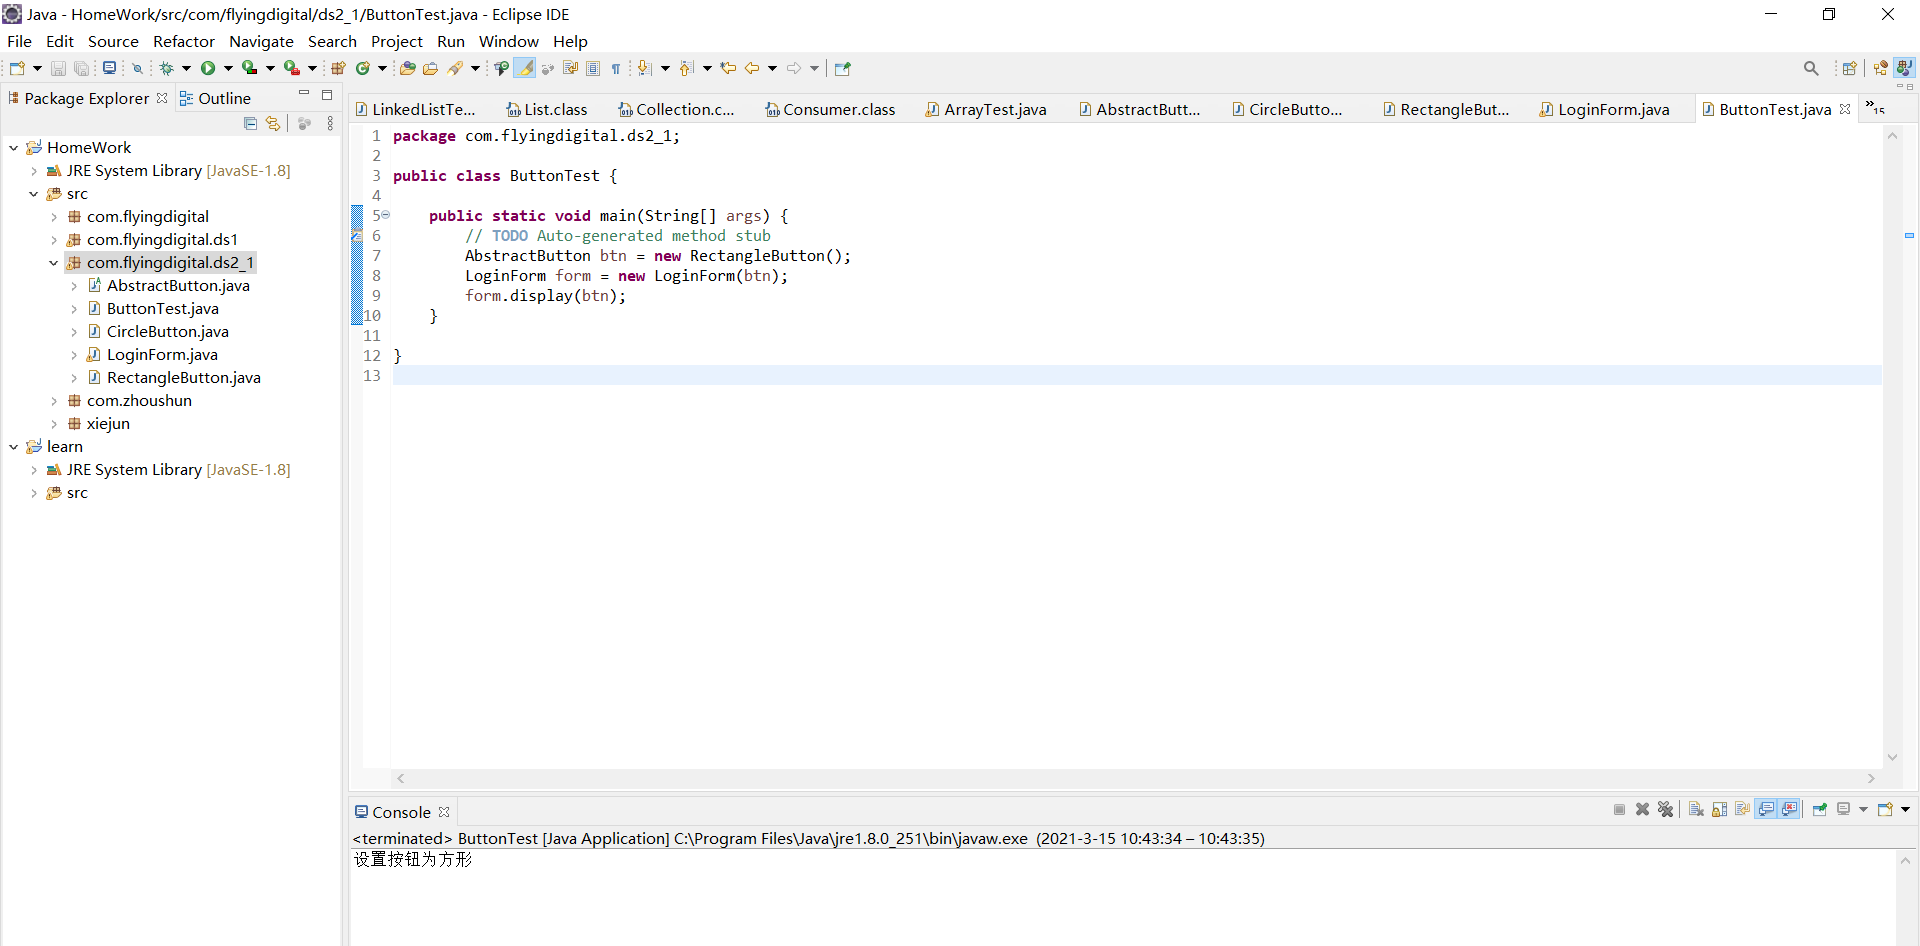 Java - HomeWork/src/com/flyingdigital/ds2_1/ButtonTest.java - Eclipse IDE
File Edit Source Refactor Navigate Search Project Run Window Help
Package Explorer Outline
LinkedListTe... List.class Collection.c... Consumer.class ArrayTest.java AbstractButt... CircleButto... RectangleBut... LoginForm.java ButtonTest.java »15
HomeWork
JRE System Library [JavaSE-1.8]
src
com.flyingdigital
com.flyingdigital.ds1
com.flyingdigital.ds2_1
AbstractButton.java
ButtonTest.java
CircleButton.java
LoginForm.java
RectangleButton.java
com.zhoushun
xiejun
learn
JRE System Library [JavaSE-1.8]
src
1 package com.flyingdigital.ds2_1;
2
3 public class ButtonTest {
4
5 public static void main(String[] args) {
6 // TODO Auto-generated method stub
7 AbstractButton btn = new RectangleButton();
8 LoginForm form = new LoginForm(btn);
9 form.display(btn);
10 }
11
12 }
13
Console
<terminated> ButtonTest [Java Application] C:\Program Files\Java\jre1.8.0_251\bin\javaw.exe (2021-3-15 10:43:34 – 10:43:35)
设置按钮为方形